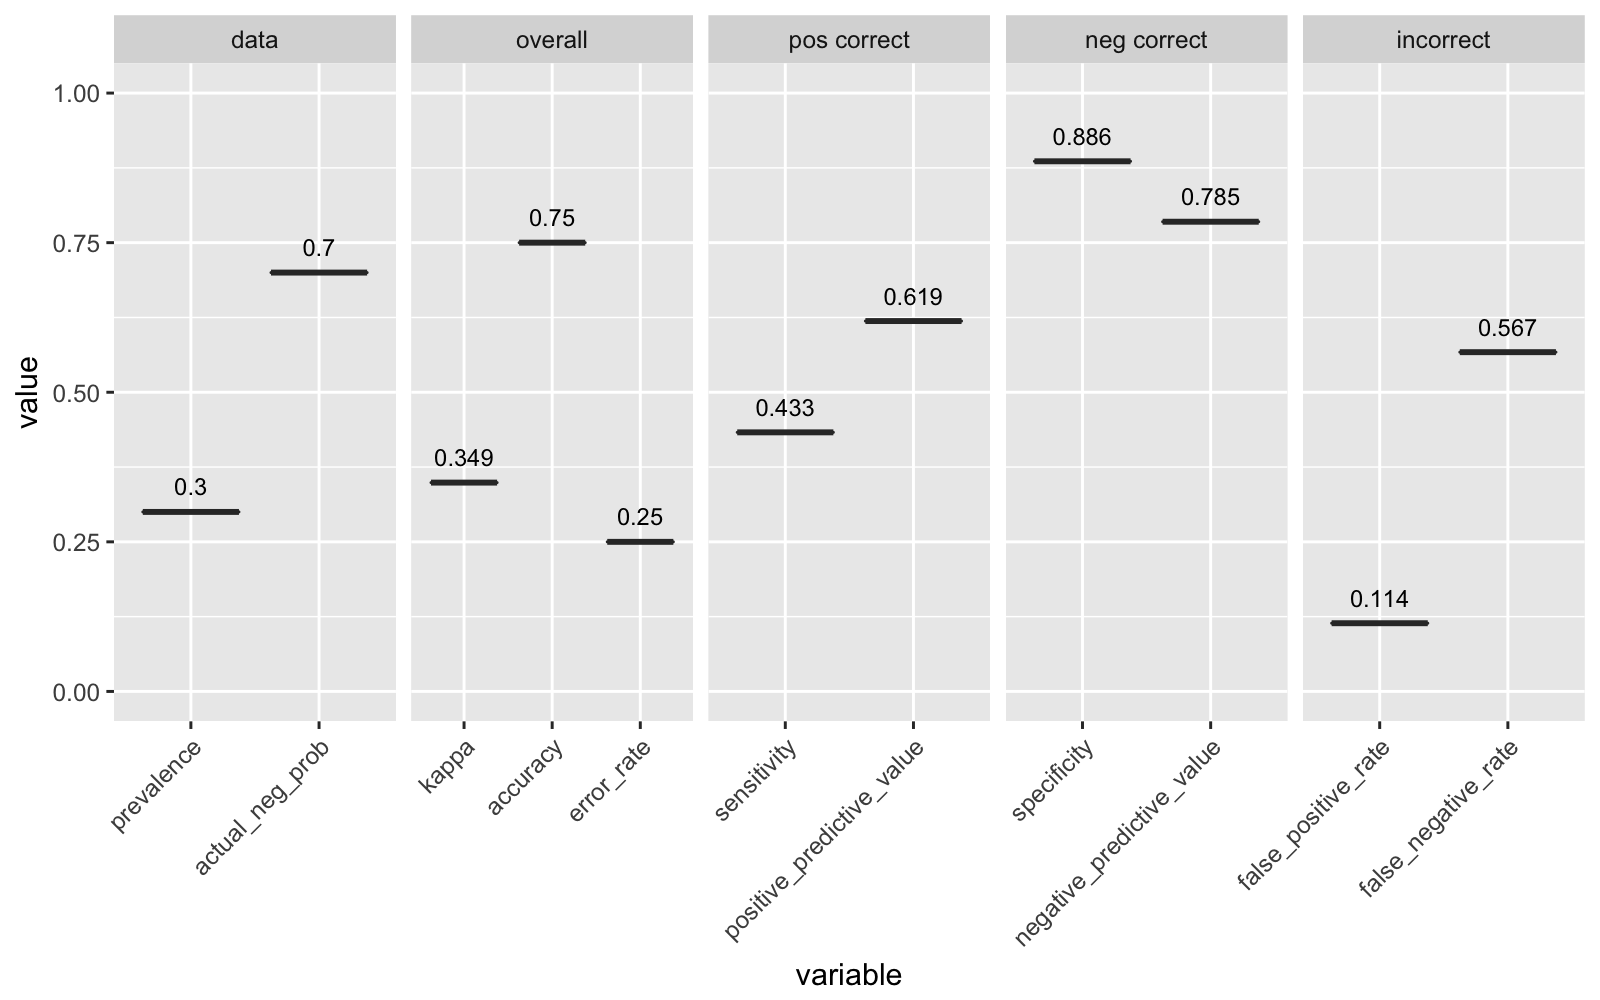 data
overall
pos correct
neg correct
incorrect
value
1.00
0.75
0.50
0.25
0.00
0.3
0.7
0.349
0.75
0.25
0.433
0.619
0.886
0.785
0.114
0.567
prevalence
actual_neg_prob
kappa
accuracy
error_rate
sensitivity
positive_predictive_value
specificity
negative_predictive_value
false_positive_rate
false_negative_rate
variable